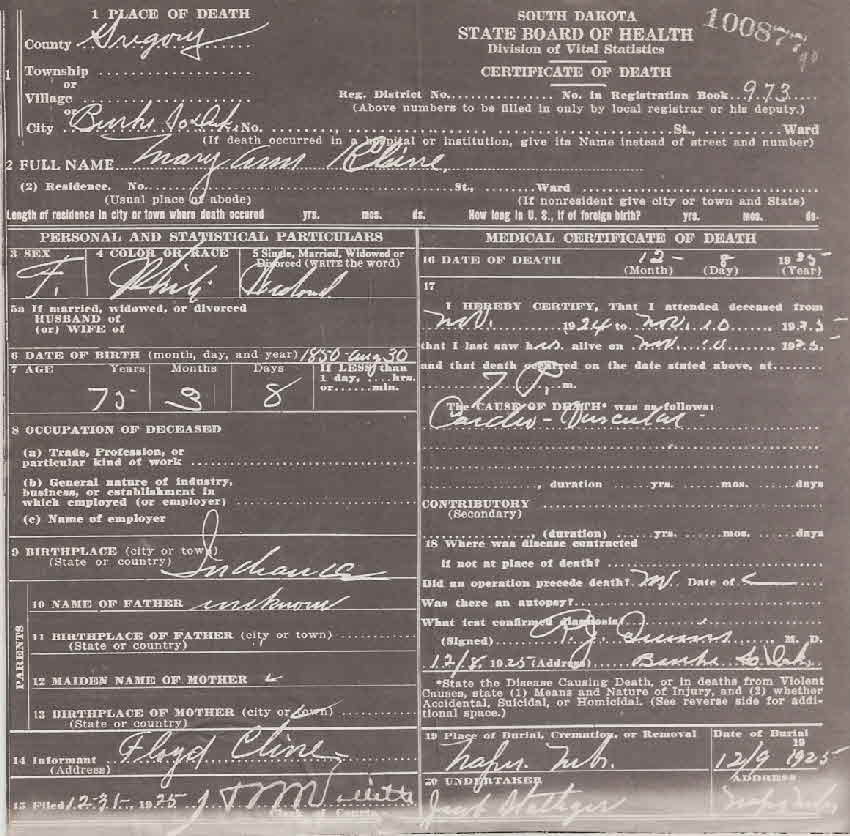 1 PLACE OF DEATH
County Gregory
Township
or
Village
or
City Burke So Dak. No. St., Ward
(If death occurred in a hospital or institution, give its Name instead of street and number)
SOUTH DAKOTA
STATE BOARD OF HEALTH
Division of Vital Statistics
CERTIFICATE OF DEATH
100877
Reg. District No. No. in Registration Book 973
(Above numbers to be filled in only by local registrar or his deputy.)
2 FULL NAME Mary Ann Kline
(2) Residence. No. St., Ward
(Usual place of abode) (If nonresident give city or town and State)
Length of residence in city or town where death occured yrs. mos. ds. How long in U. S., if of foreign birth? yrs. mos. ds.
PERSONAL AND STATISTICAL PARTICULARS
3 SEX 4 COLOR OR RACE 5 Single, Married, Widowed or
Divorced (WRITE the word)
F. White
5a If married, widowed, or divorced
HUSBAND of
(or) WIFE of
6 DATE OF BIRTH (month, day, and year) 1850 Aug 30
7 AGE Years Months Days If LESS than
1 day, hrs.
or min.
75 3 8
8 OCCUPATION OF DECEASED
(a) Trade, Profession, or
particular kind of work
(b) General nature of industry,
business, or establishment in
which employed (or employer)
(c) Name of employer
9 BIRTHPLACE (city or town)
(State or country) Indiana
PARENTS
10 NAME OF FATHER unknown
11 BIRTHPLACE OF FATHER (city or town)
(State or country)
12 MAIDEN NAME OF MOTHER
13 BIRTHPLACE OF MOTHER (city or town)
(State or country)
14 Informant Floyd Cline
(Address)
15 Filed 12-31-, 1925
MEDICAL CERTIFICATE OF DEATH
16 DATE OF DEATH 12- 8 1925
(Month) (Day) (Year)
17
I HEREBY CERTIFY, That I attended deceased from
Nov. 1924 to Nov. 10, 1925
that I last saw her alive on Nov. 10 1925
and that death occurred on the date stated above, at
7 P. m.
The CAUSE OF DEATH* was as follows:
Cardio-Vascular
, duration yrs. mos. days
CONTRIBUTORY
(Secondary)
, (duration) yrs. mos. days
18 Where was disease contracted
if not at place of death?
Did an operation precede death? No. Date of
Was there an autopsy?
What test confirmed diagnosis
(Signed) R.J. M. D.
12/8, 1925 (Address) Burke So Dak.
*State the Disease Causing Death, or in deaths from Violent
Causes, state (1) Means and Nature of Injury, and (2) whether
Accidental, Suicidal, or Homicidal. (See reverse side for addi-
tional space.)
19 Place of Burial, Cremation, or Removal Date of Burial
19
Naper Neb. 12/9 1925
20 UNDERTAKER ADDRESS
Naper Nebr